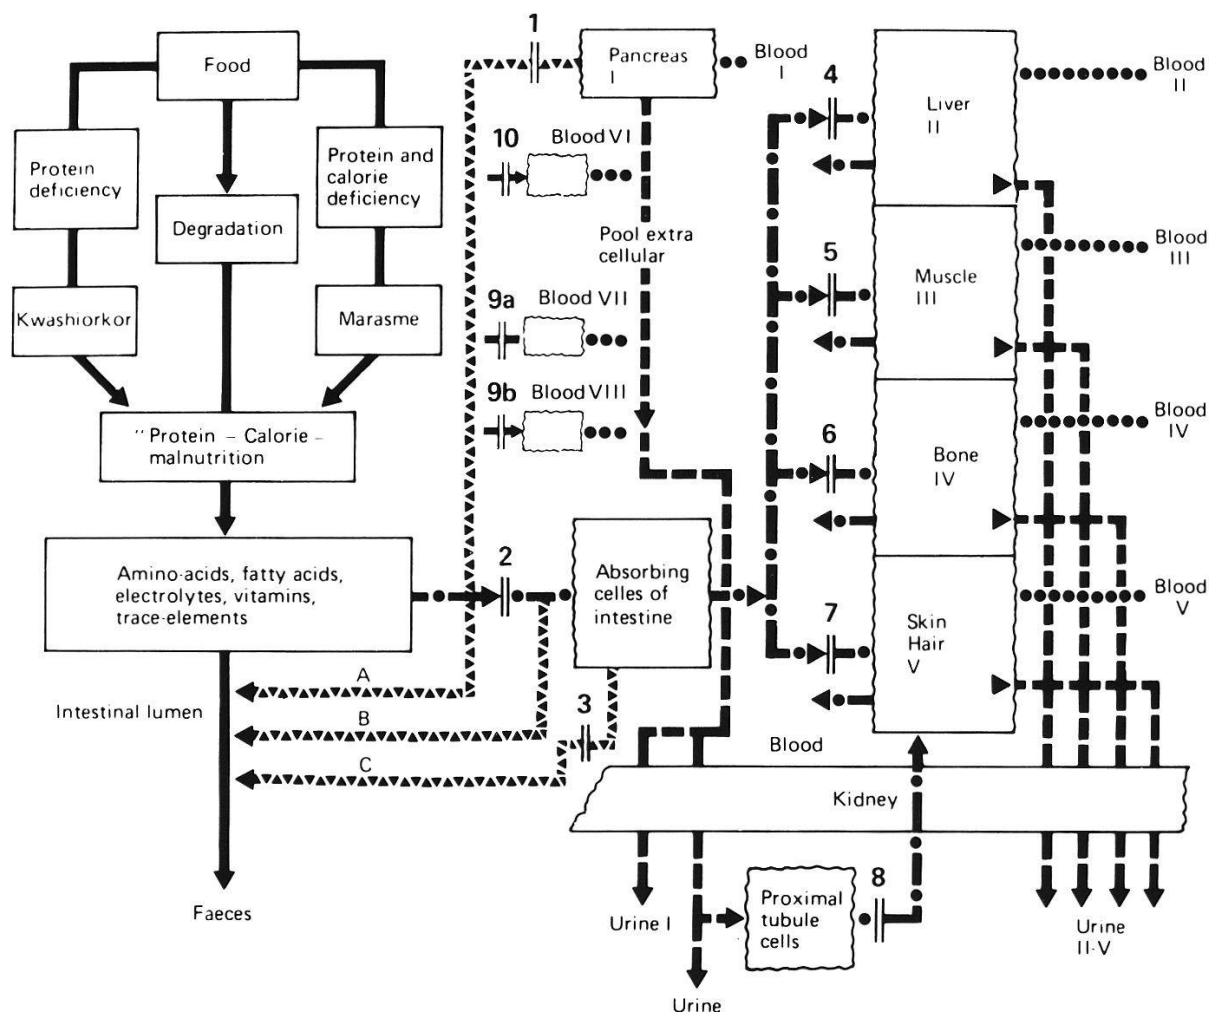 Food
Protein
deficiency
Protein and
calorie
deficiency
Degradation
Kwashiorkor
Marasme
"Protein – Calorie –
malnutrition
Amino-acids, fatty acids,
electrolytes, vitamins,
trace-elements
Intestinal lumen
A
B
C
Faeces
1
Pancreas
I
Blood
I
10
Blood VI
Pool extra
cellular
9a
Blood VII
9b
Blood VIII
2
Absorbing
celles of
intestine
3
4
Liver
II
Blood
II
5
Muscle
III
Blood
III
6
Bone
IV
Blood
IV
7
Skin
Hair
V
Blood
V
Blood
Kidney
Urine I
Proximal
tubule
cells
8
Urine
II-V
Urine